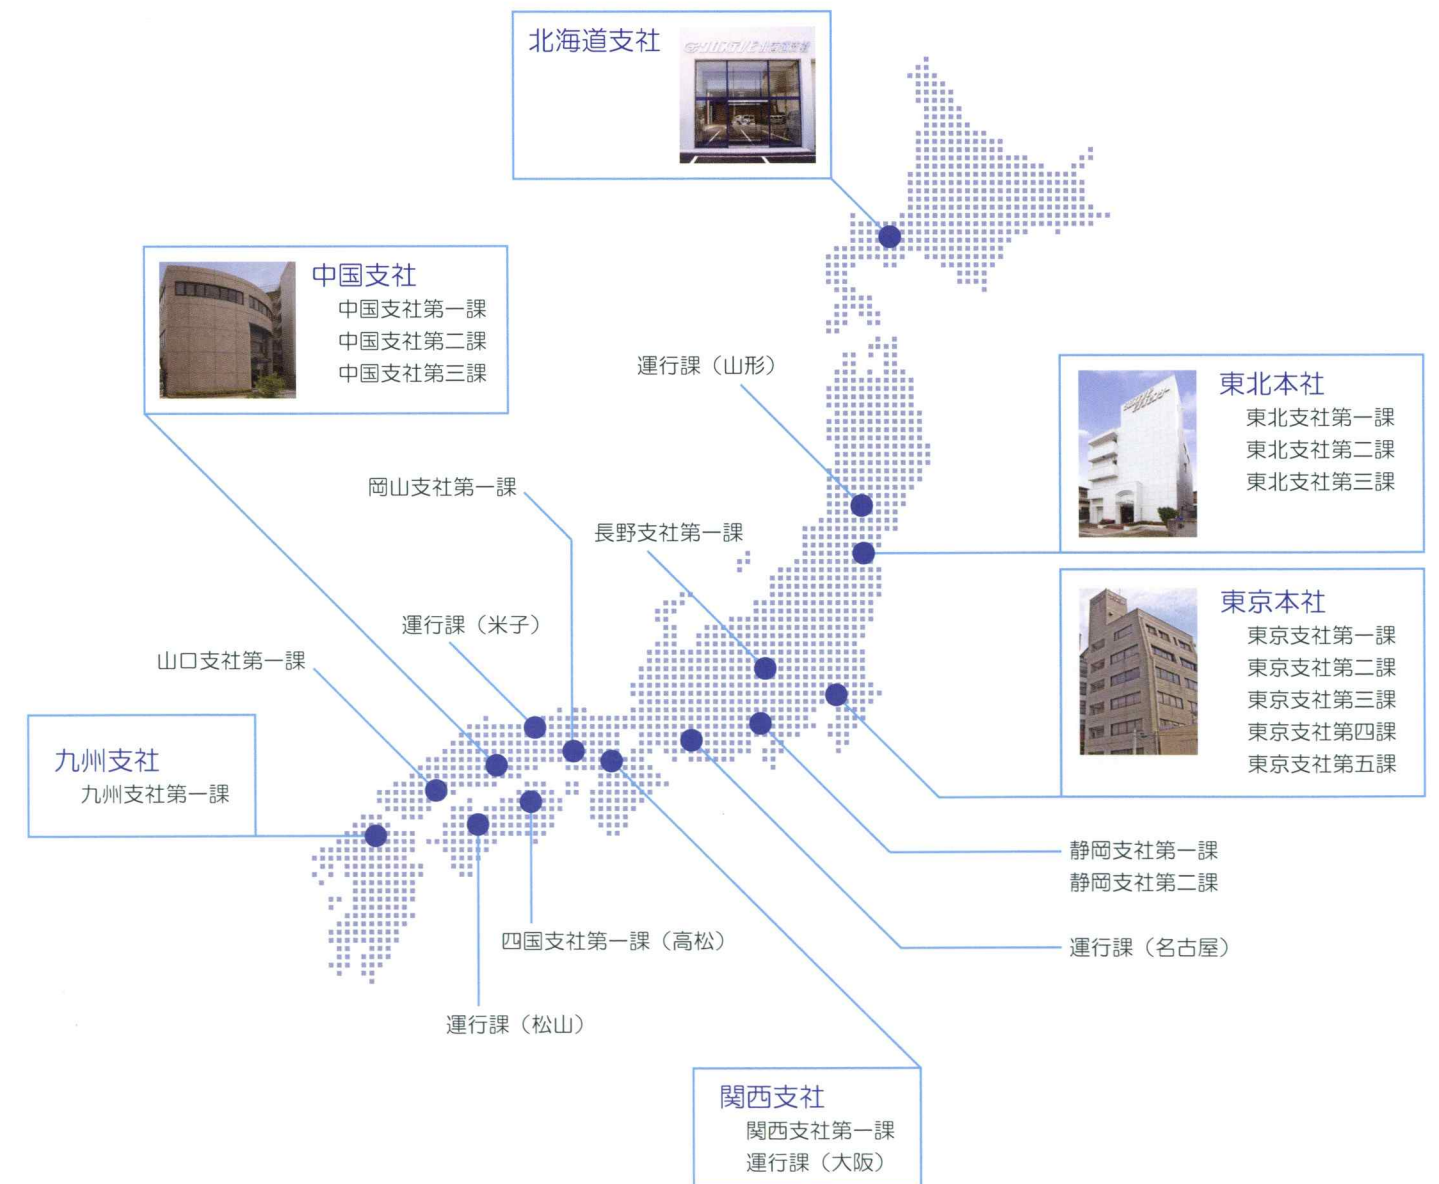 北海道支社
中国支社
中国支社第一課
中国支社第二課
中国支社第三課
運行課（山形）
東北本社
東北支社第一課
東北支社第二課
東北支社第三課
岡山支社第一課
長野支社第一課
東京本社
東京支社第一課
東京支社第二課
東京支社第三課
東京支社第四課
東京支社第五課
運行課（米子）
山口支社第一課
九州支社
九州支社第一課
静岡支社第一課
静岡支社第二課
四国支社第一課（高松）
運行課（名古屋）
運行課（松山）
関西支社
関西支社第一課
運行課（大阪）